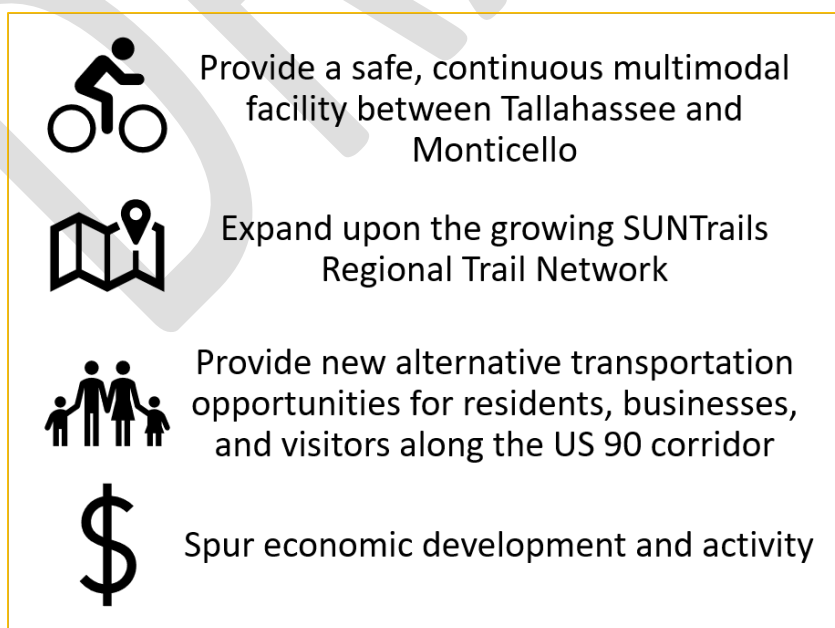 Provide a safe, continuous multimodal
facility between Tallahassee and
Monticello
Expand upon the growing SUNTrails
Regional Trail Network
Provide new alternative transportation
opportunities for residents, businesses,
and visitors along the US 90 corridor
$
Spur economic development and activity